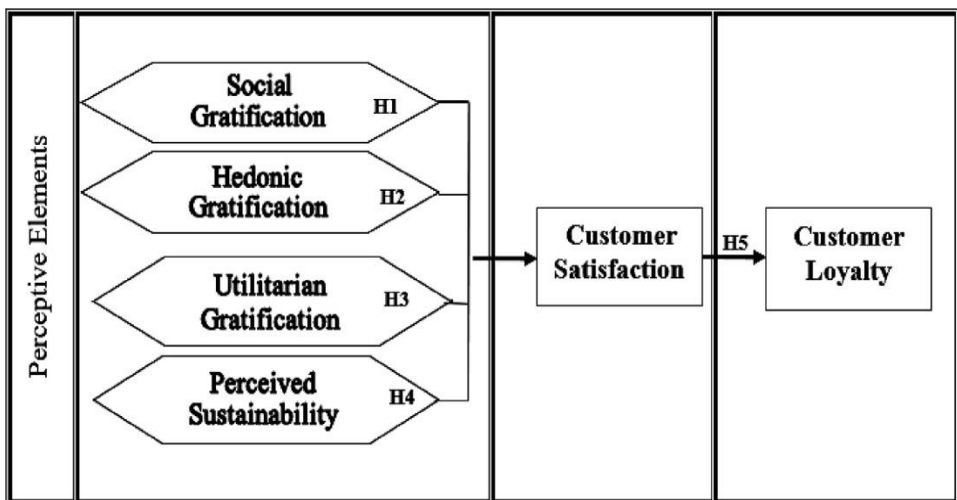 Perceptive Elements
Social
Gratification
H1
Hedonic
Gratification
H2
Utilitarian
Gratification
H3
Perceived
Sustainability
H4
Customer
Satisfaction
H5
Customer
Loyalty